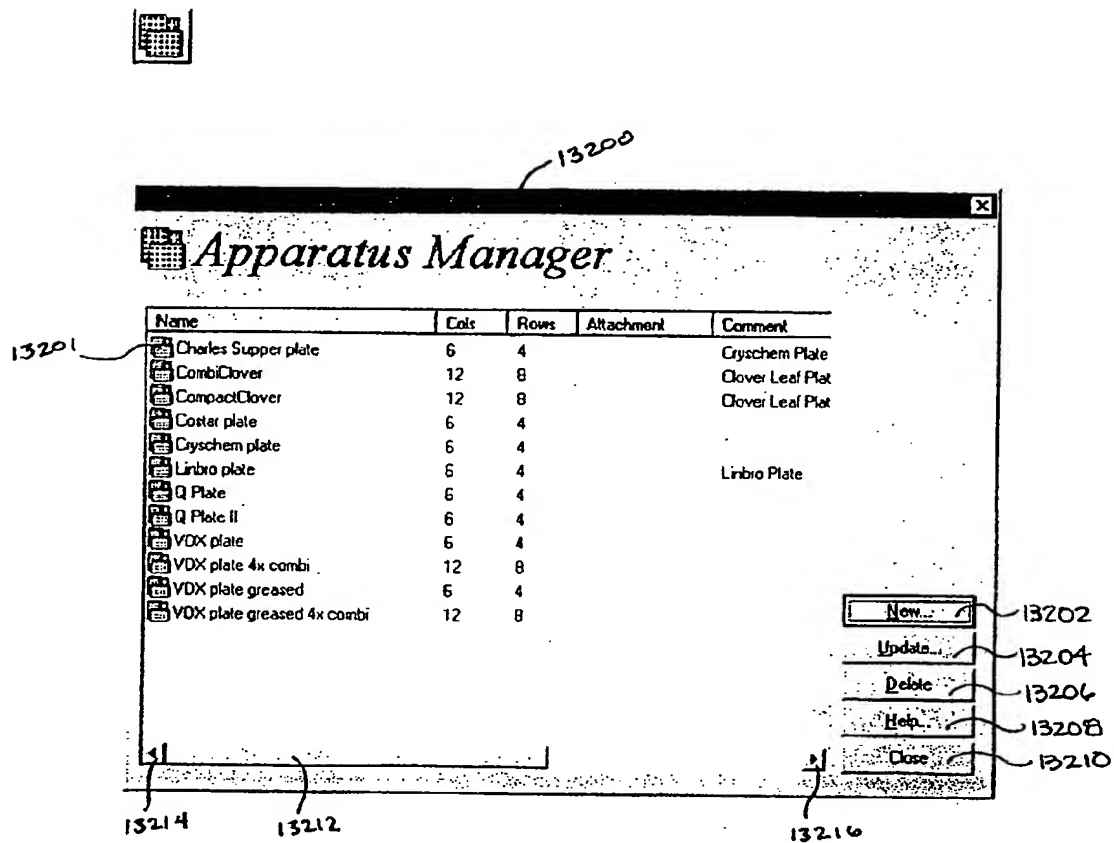 13200
Apparatus Manager
Name Cols Rows Attachment Comment
13201
Charles Supper plate 6 4 Cryschem Plate
CombiClover 12 8 Clover Leaf Plat
CompactClover 12 8 Clover Leaf Plat
Costar plate 6 4
Cryschem plate 6 4
Linbro plate 6 4 Linbro Plate
Q Plate 6 4
Q Plate II 6 4
VDX plate 6 4
VDX plate 4x combi 12 8
VDX plate greased 6 4
VDX plate greased 4x combi 12 8
New... 13202
Update... 13204
Delete 13206
Help... 13208
Close 13210
13214 13212 13216